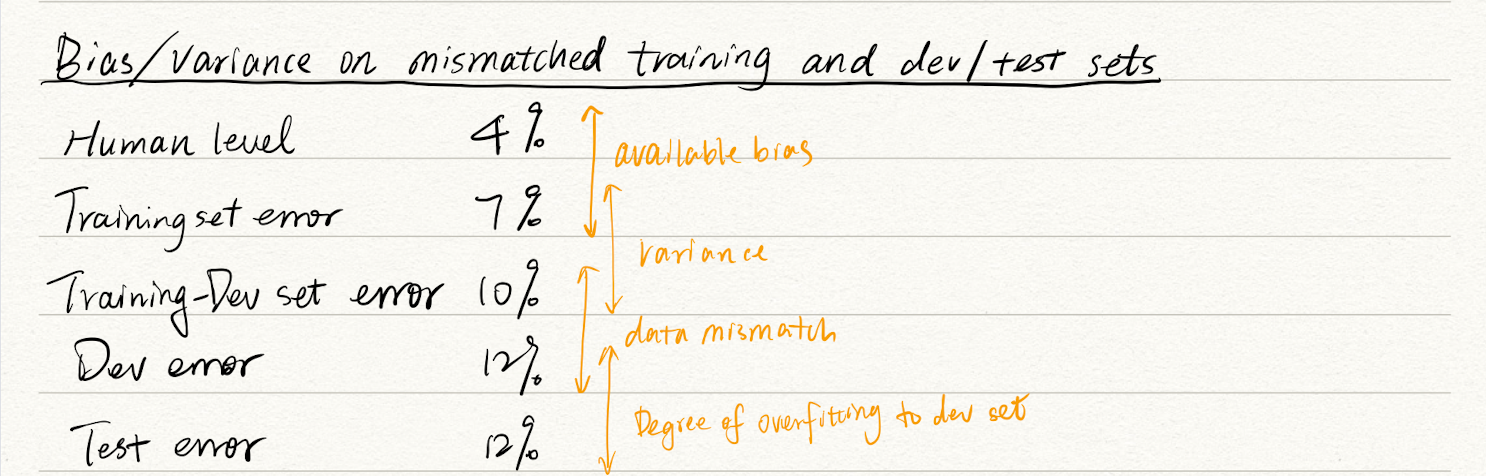 Bias/Variance on mismatched training and dev/test sets
Human level 4%
available bias
Training set error 7%
variance
Training-Dev set error 10%
data mismatch
Dev error 12%
Degree of overfitting to dev set
Test error 12%